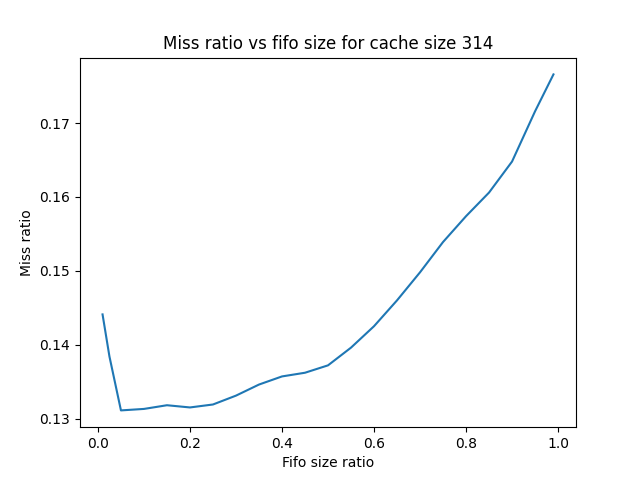 Miss ratio vs fifo size for cache size 314
0.17
0.16
0.15
0.14
0.13
Miss ratio
0.0 0.2 0.4 0.6 0.8 1.0
Fifo size ratio